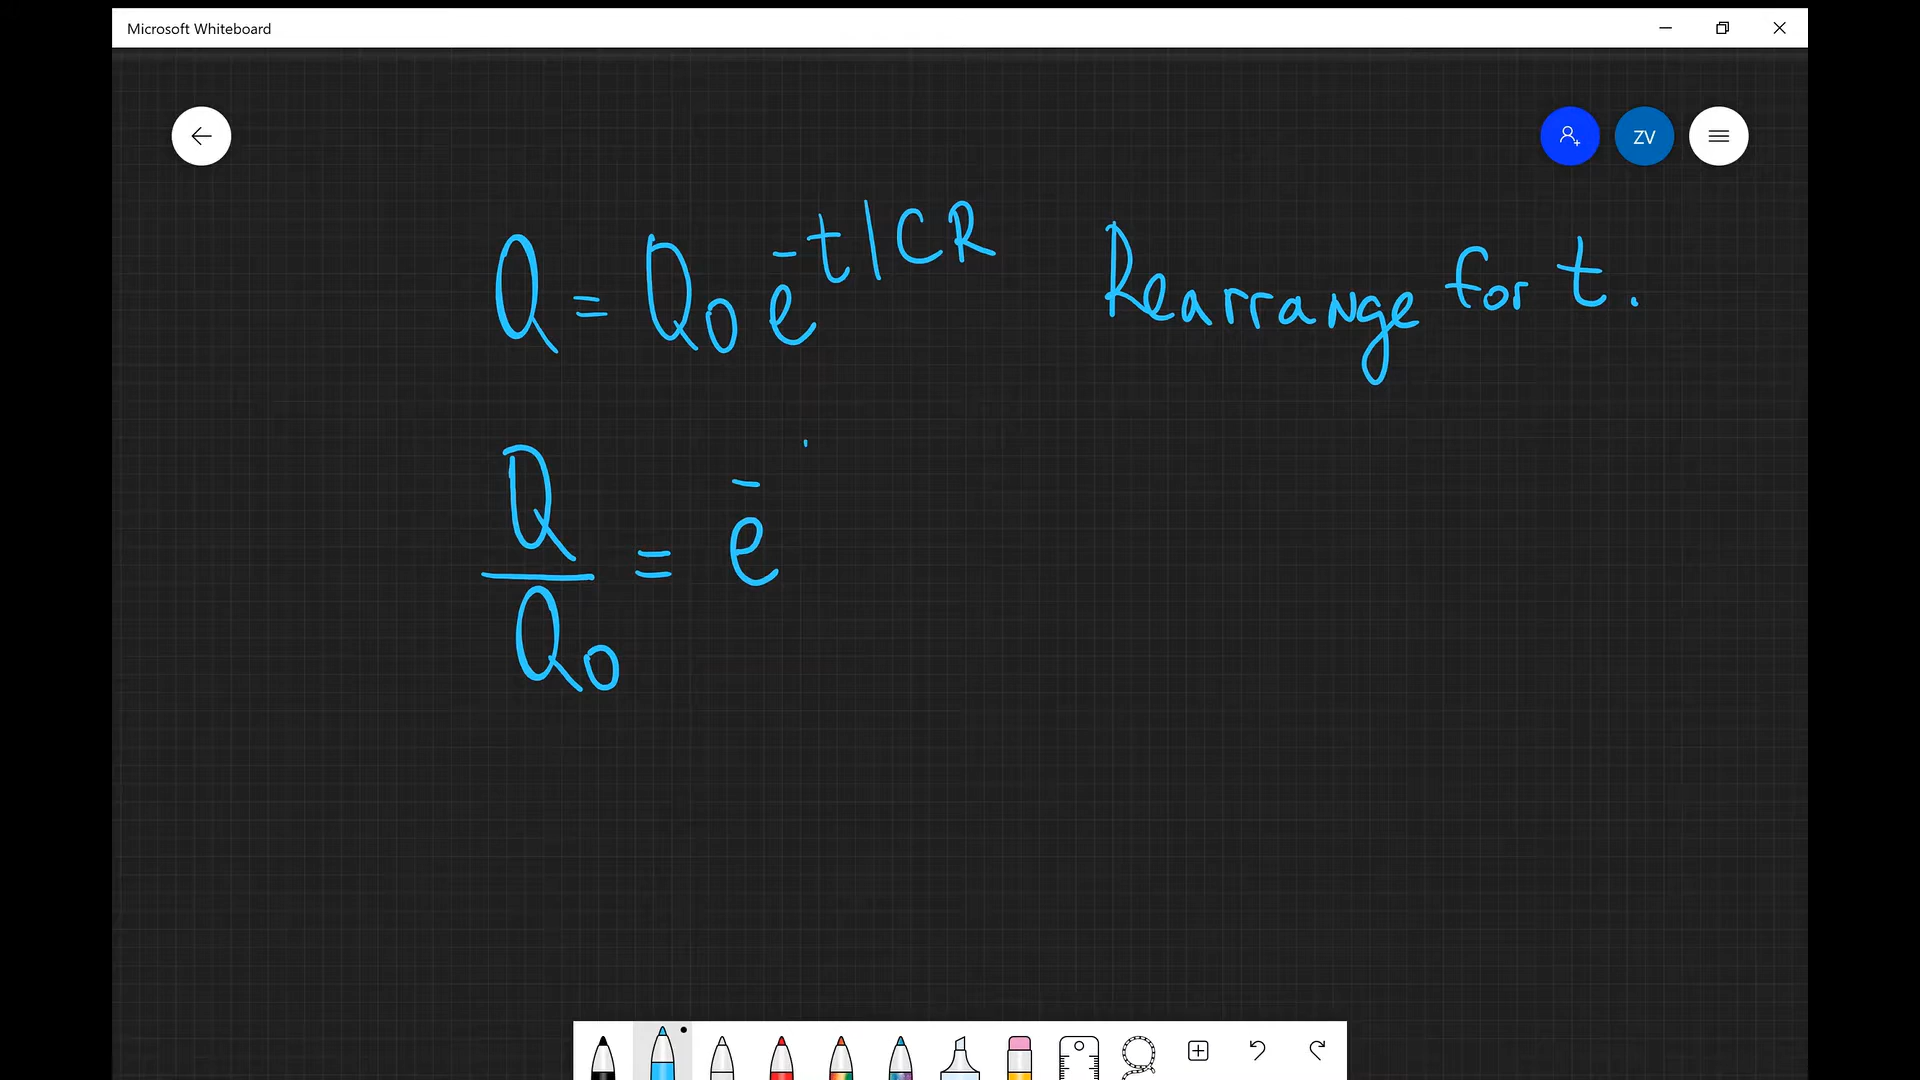 Microsoft Whiteboard
ZV
Q = Q₀ e^{-t/CR} Rearrange for t.
Q/Q₀ = e^{-}